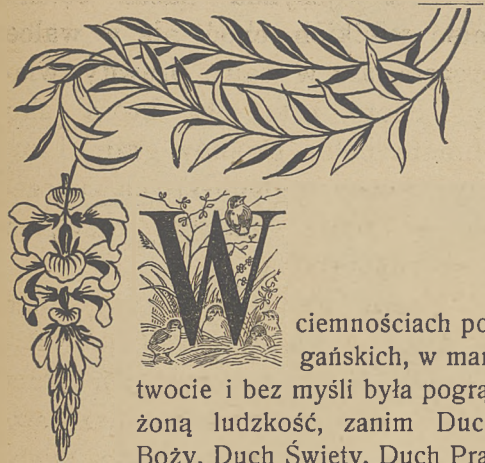 W
ciemnościach po
gańskich, w mar
twocie i bez myśli była pogrą
żoną ludzkość, zanim Duc
Boży, Duch Święty, Duch Pra